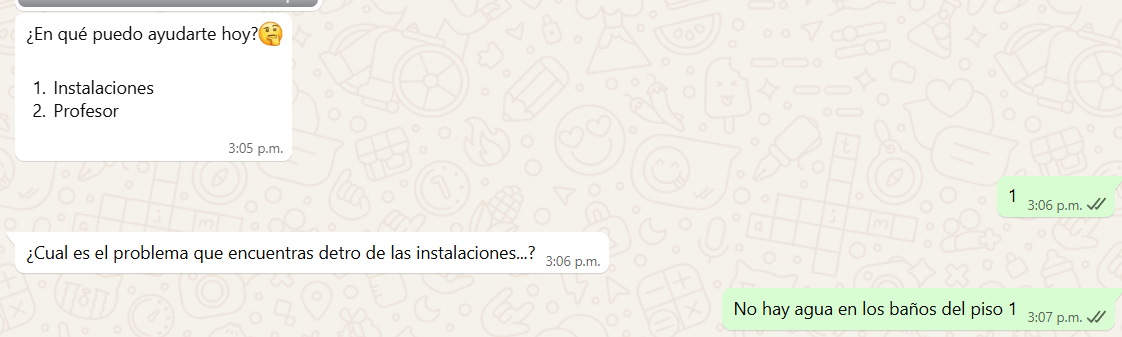 ¿En qué puedo ayudarte hoy?🤔
1. Instalaciones
2. Profesor
3:05 p.m.
1 3:06 p.m.
¿Cual es el problema que encuentras detro de las instalaciones...? 3:06 p.m.
No hay agua en los baños del piso 1 3:07 p.m.